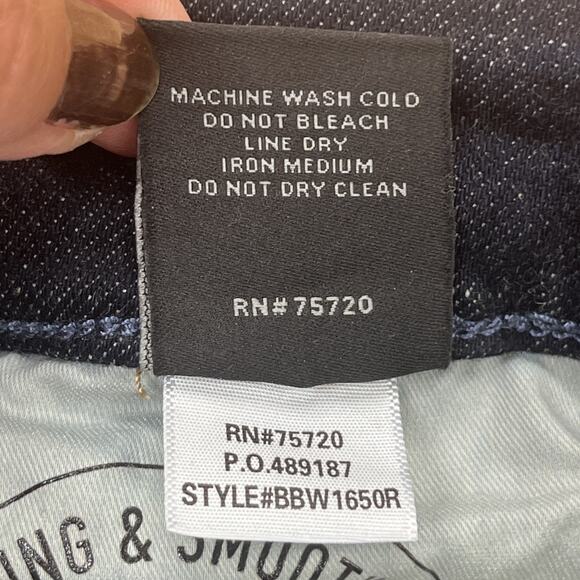 MACHINE WASH COLD
DO NOT BLEACH
LINE DRY
IRON MEDIUM
DO NOT DRY CLEAN
RN# 75720
RN#75720
P.O.489187
STYLE#BBW1650R
&